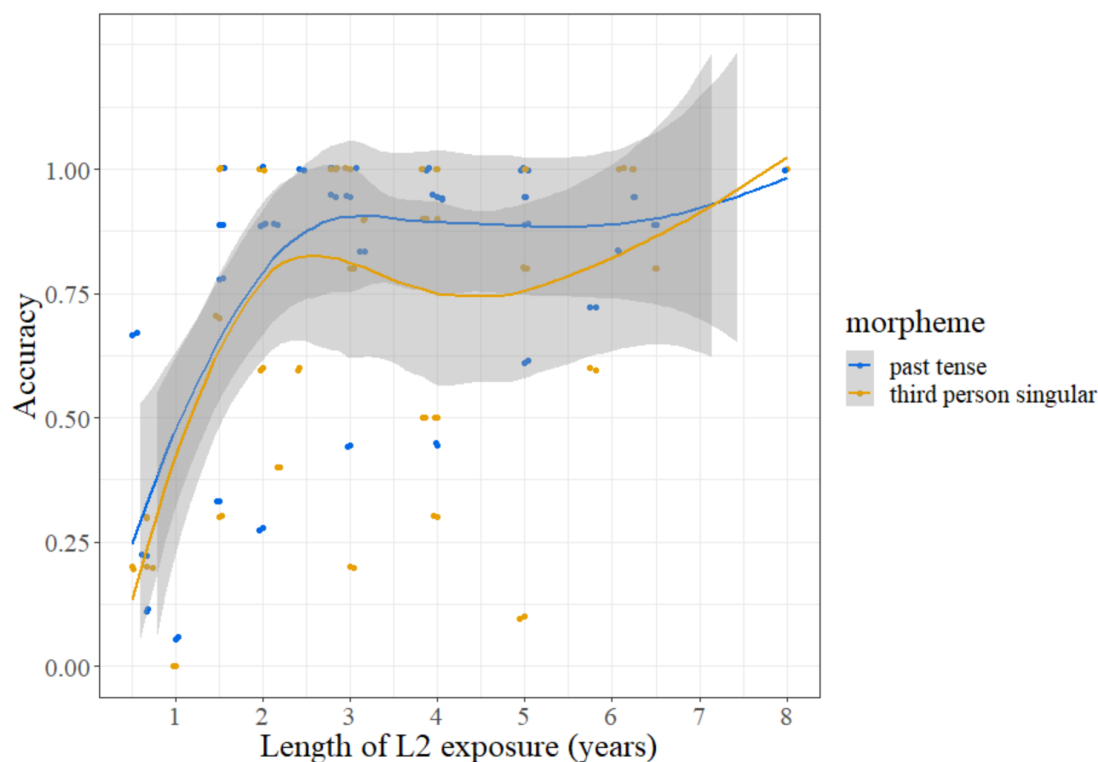 1.00
0.75
0.50
0.25
0.00
Accuracy
1 2 3 4 5 6 7 8
Length of L2 exposure (years)
morpheme
past tense
third person singular